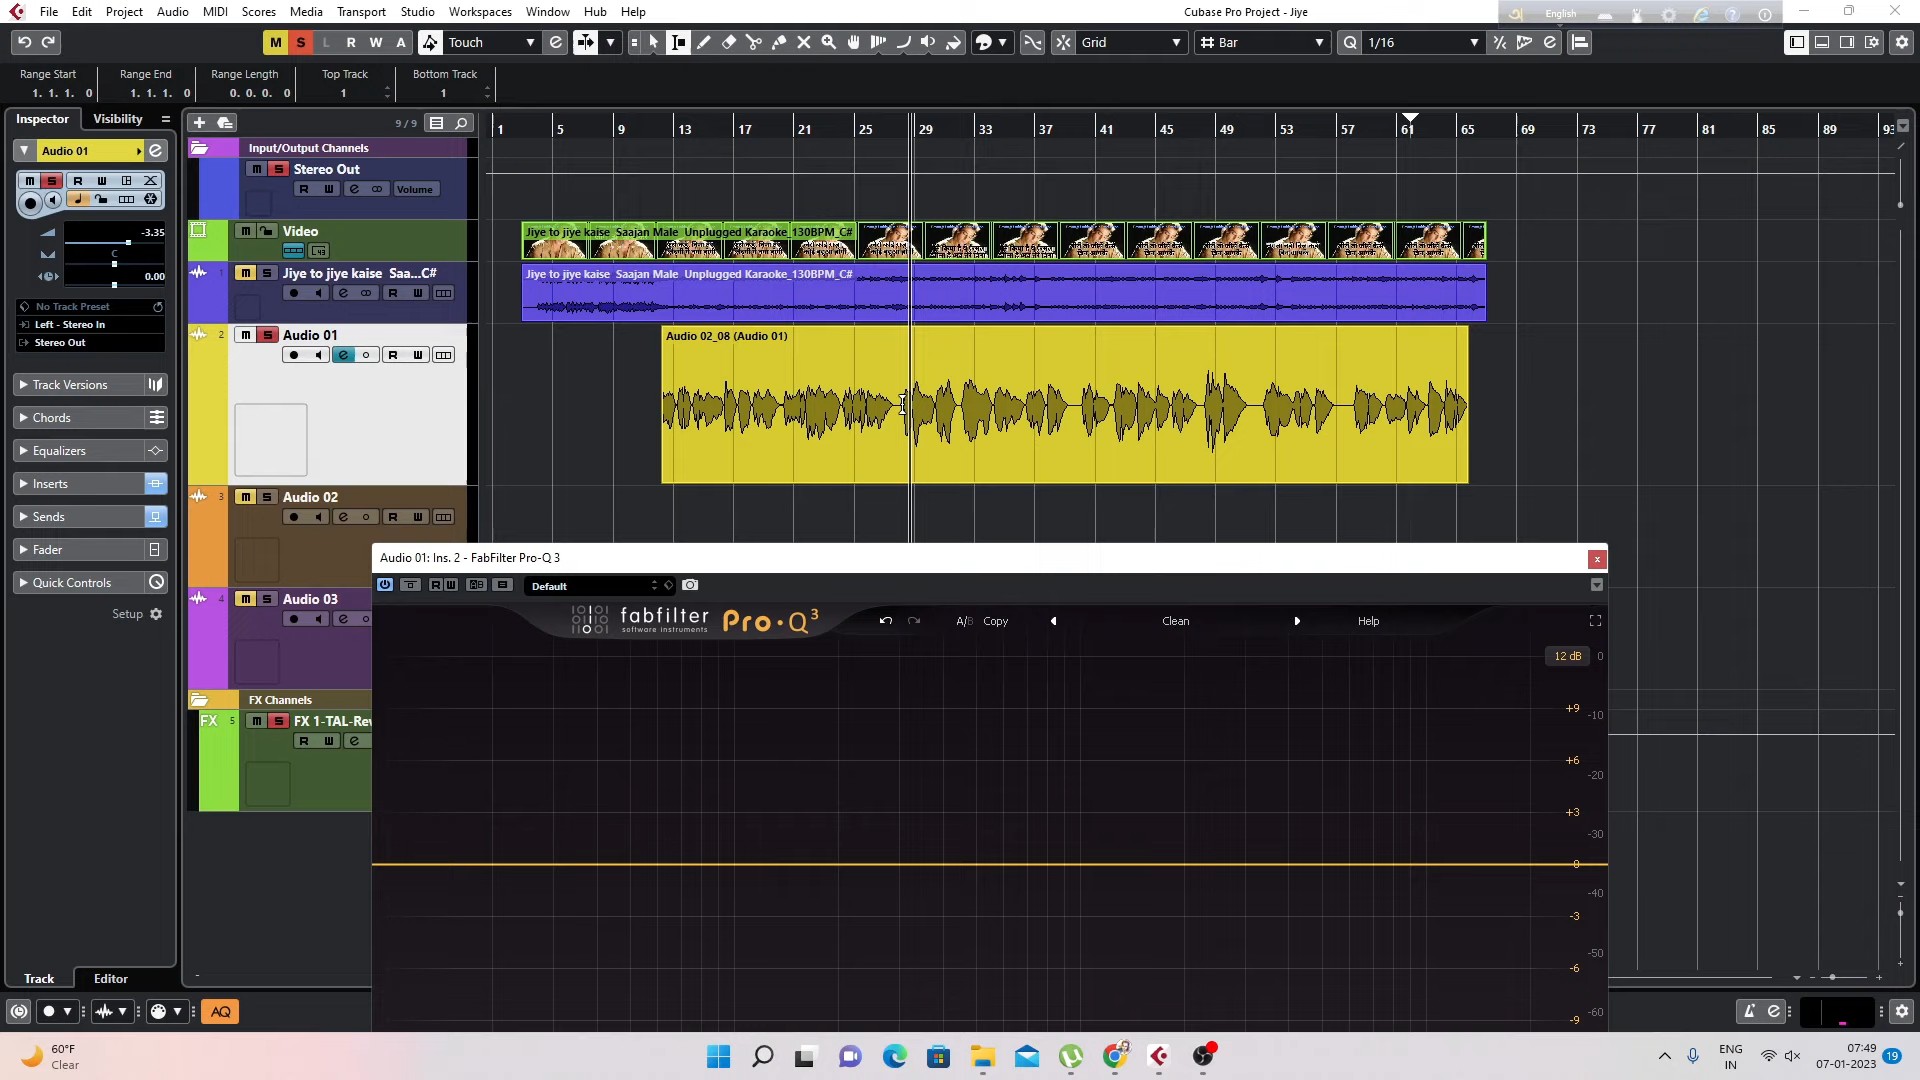 File Edit Project Audio MIDI Scores Media Transport Studio Workspaces Window Hub Help
Cubase Pro Project - Jiye
English
M S L R W A Touch Grid Bar Q 1/16
Range Start Range End Range Length Top Track Bottom Track
1. 1. 1. 0 1. 1. 1. 0 0. 0. 0. 0 1 1
Inspector Visibility
9 / 9
1 5 9 13 17 21 25 29 33 37 41 45 49 53 57 61 65 69 73 77 81 85 89 93
Audio 01
M S R W
-3.35
C
0.00
No Track Preset
Left - Stereo In
Stereo Out
Track Versions
Chords
Equalizers
Inserts
Sends
Fader
Quick Controls
Setup
Track Editor
Input/Output Channels
M S Stereo Out
R W e Volume
M Video
1 M S Jiye to jiye kaise Saa...C#
R W
2 M S Audio 01
R W
3 M S Audio 02
R W
4 M S Audio 03
FX Channels
FX 5 M S FX 1-TAL-Rev
R W
Jiye to jiye kaise Saajan Male Unplugged Karaoke_130BPM_C#
Jiye to jiye kaise Saajan Male Unplugged Karaoke_130BPM_C#
Audio 02_08 (Audio 01)
Audio 01: Ins. 2 - FabFilter Pro-Q 3
R W Default
fabfilter
software instruments
Pro·Q3
A/B Copy Clean Help
12 dB 0
+9 -10
+6 -20
+3 -30
0 -40
-3 -50
-6 -60
-9
AQ
60°F
Clear
ENG
IN
07:49
07-01-2023
19